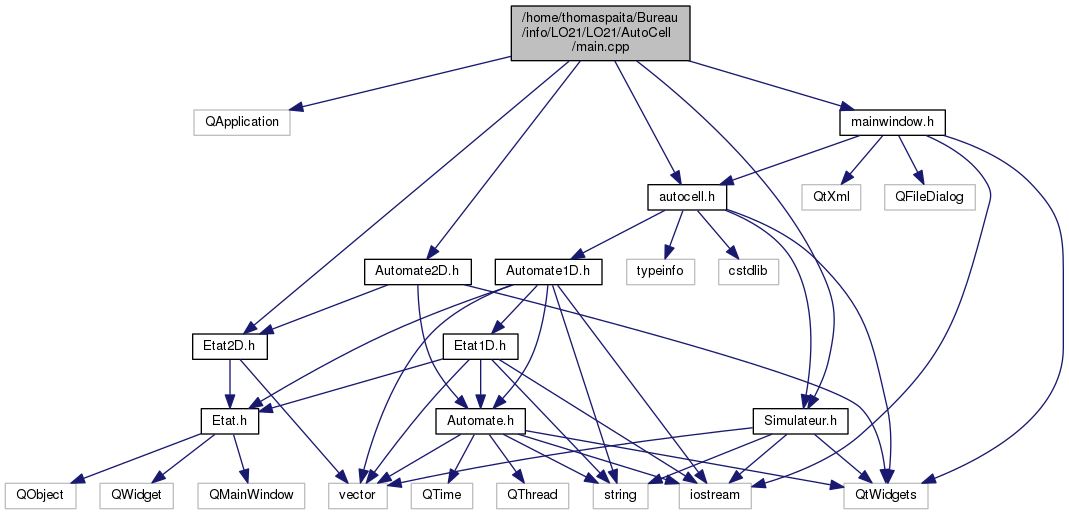 /home/thomaspaita/Bureau
/info/LO21/LO21/AutoCell
/main.cpp
QApplication
mainwindow.h
autocell.h
QtXml
QFileDialog
Automate2D.h
Automate1D.h
typeinfo
cstdlib
Etat2D.h
Etat1D.h
Etat.h
Automate.h
Simulateur.h
QObject
QWidget
QMainWindow
vector
QTime
QThread
string
iostream
QtWidgets